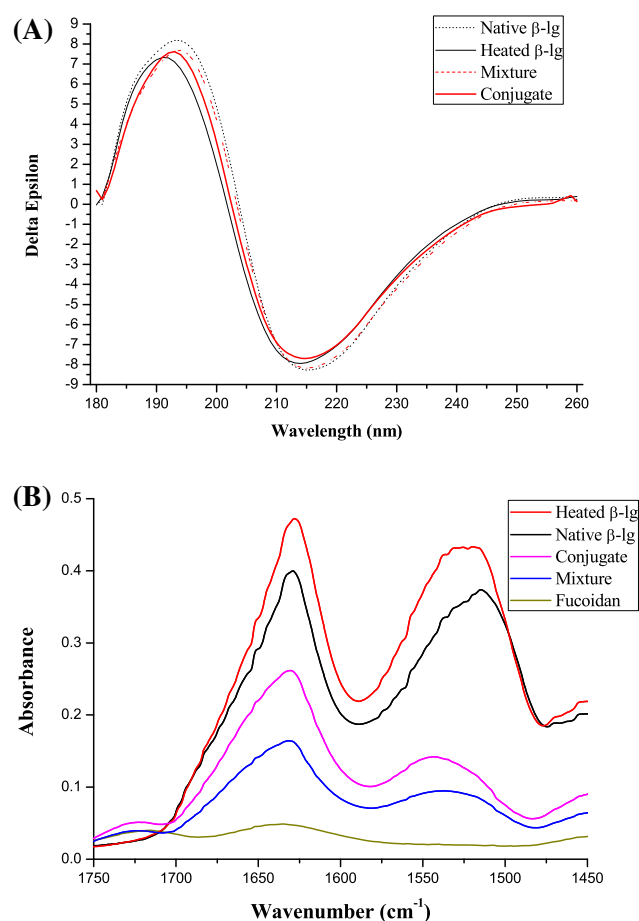 (A)
Native β-lg
Heated β-lg
Mixture
Conjugate
Delta Epsilon
9
8
7
6
5
4
3
2
1
0
-1
-2
-3
-4
-5
-6
-7
-8
-9
180 190 200 210 220 230 240 250 260
Wavelength (nm)
(B)
Heated β-lg
Native β-lg
Conjugate
Mixture
Fucoidan
Absorbance
0.5
0.4
0.3
0.2
0.1
0.0
1750 1700 1650 1600 1550 1500 1450
Wavenumber (cm⁻¹)